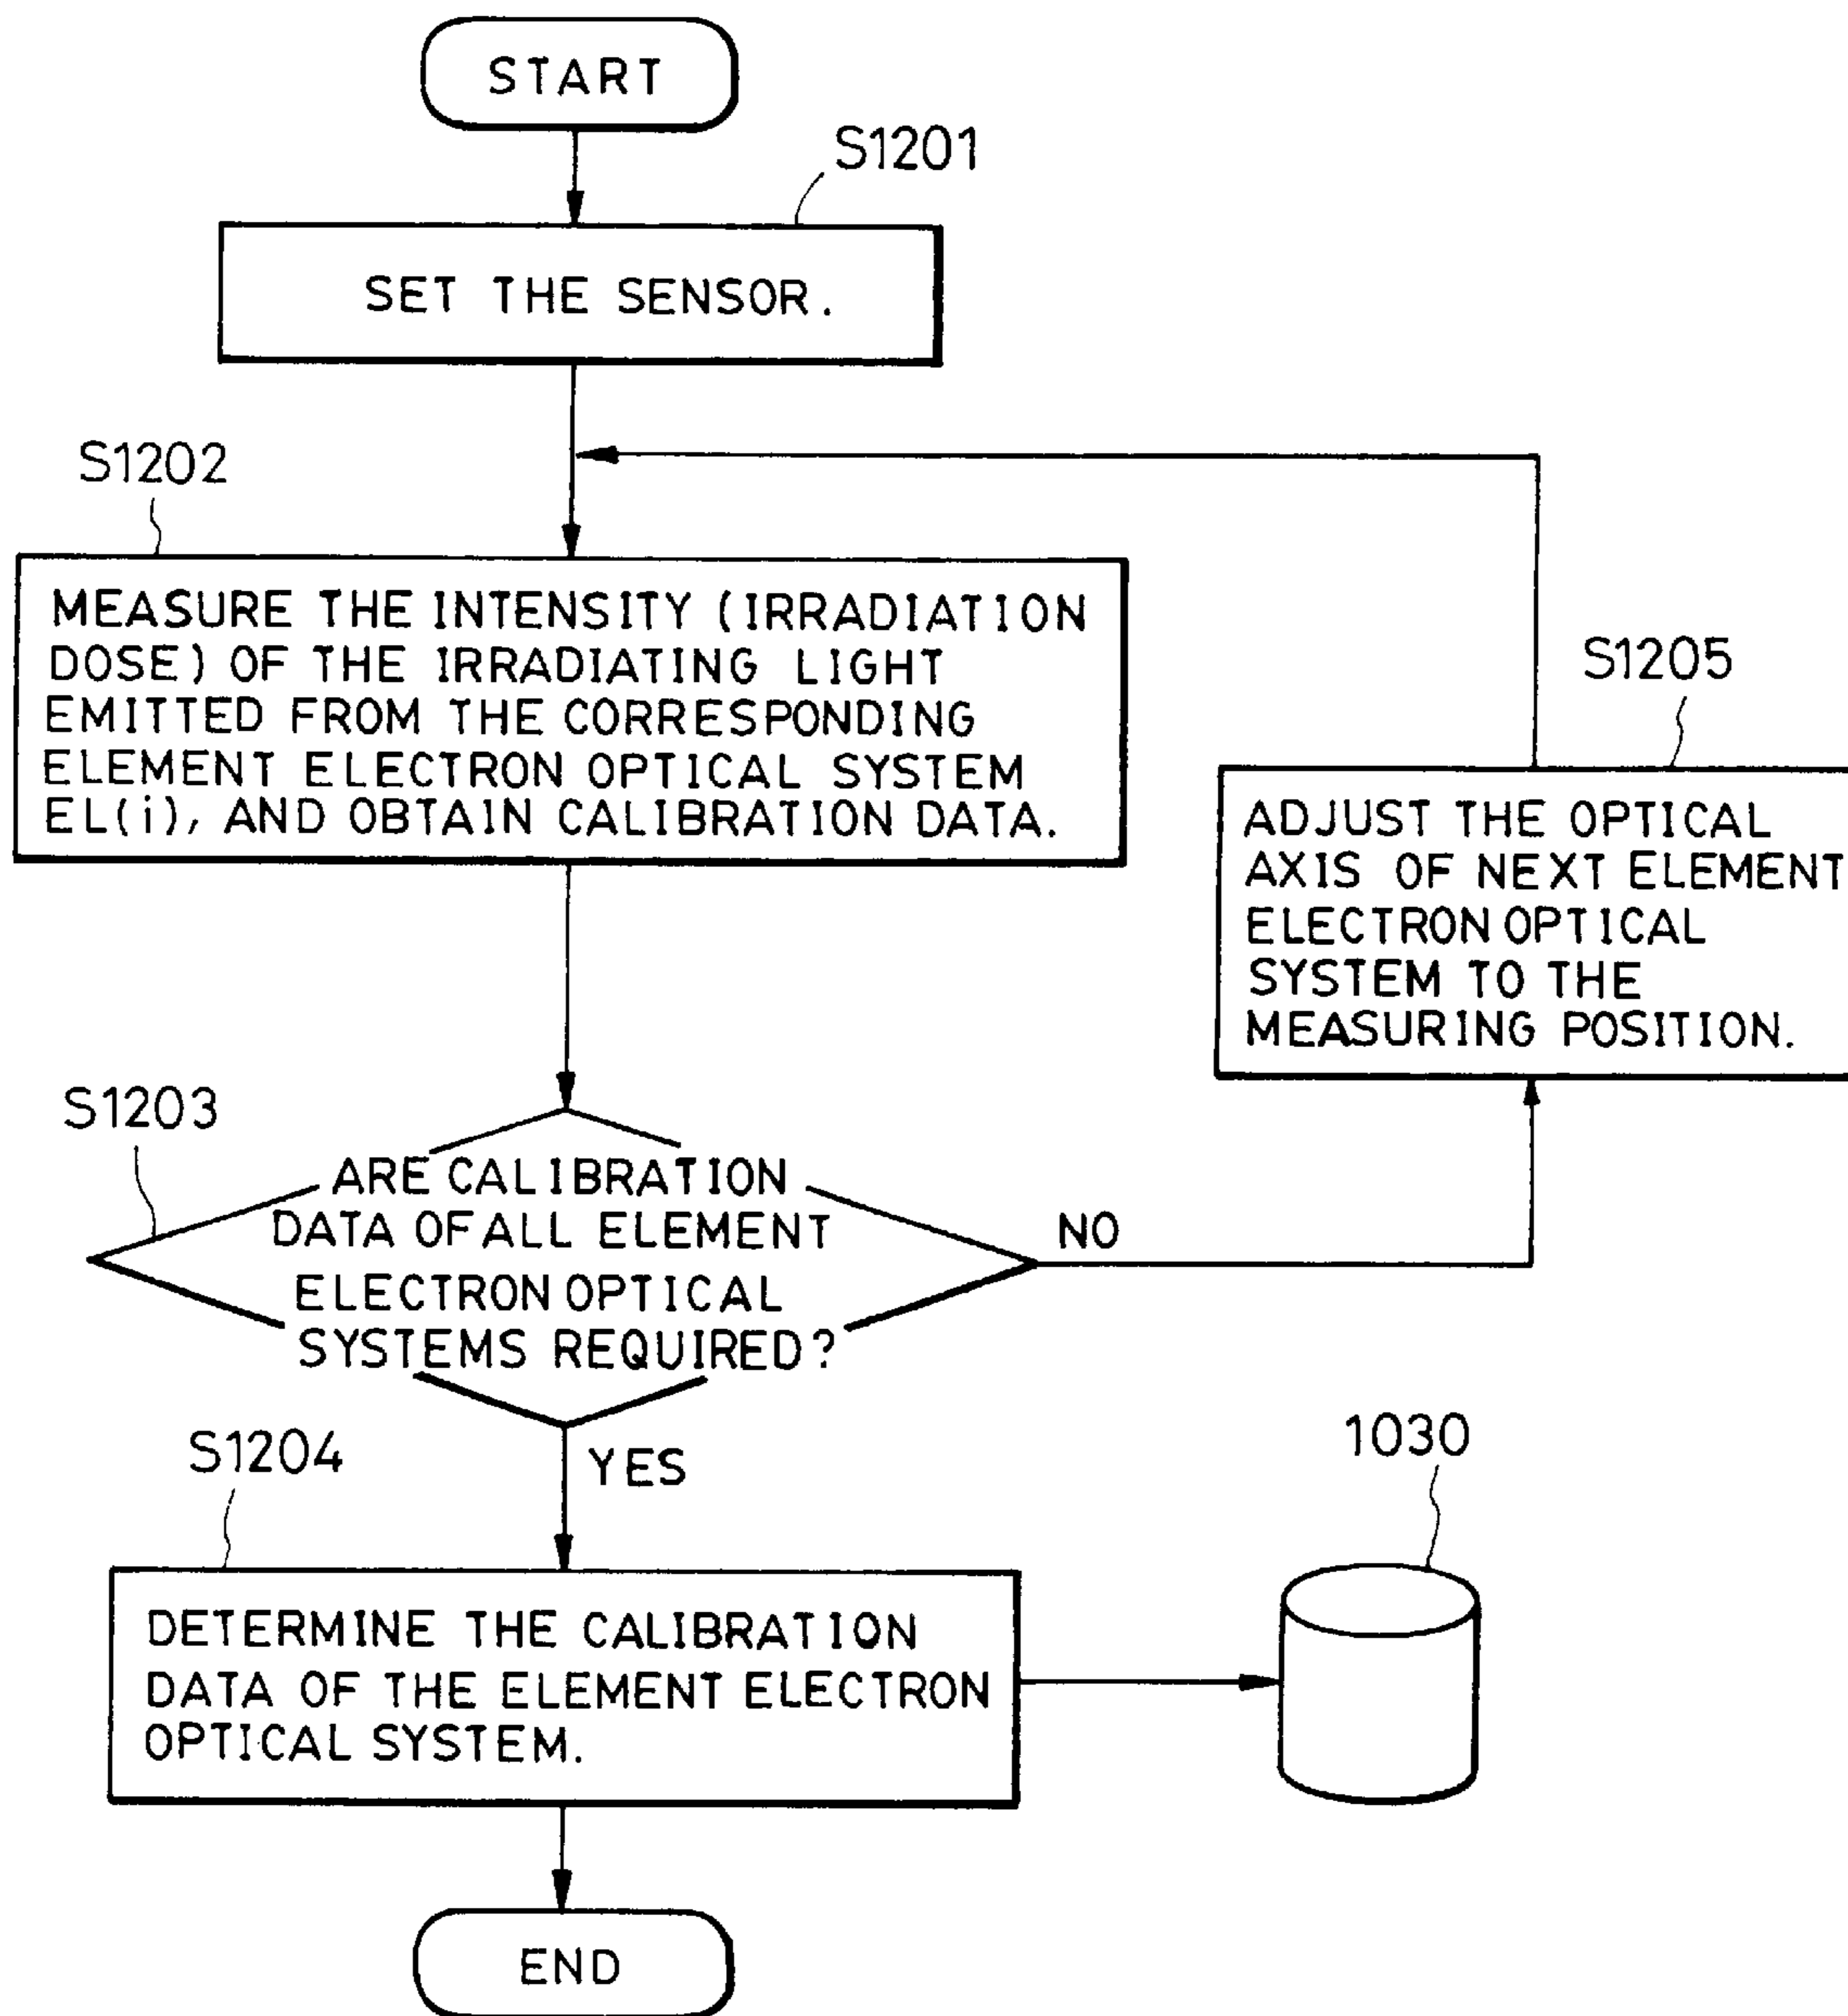 START
S1201
SET THE SENSOR.
S1202
MEASURE THE INTENSITY (IRRADIATION
DOSE) OF THE IRRADIATING LIGHT
EMITTED FROM THE CORRESPONDING
ELEMENT ELECTRON OPTICAL SYSTEM
EL(i), AND OBTAIN CALIBRATION DATA.
S1205
ADJUST THE OPTICAL
AXIS OF NEXT ELEMENT
ELECTRON OPTICAL
SYSTEM TO THE
MEASURING POSITION.
S1203
ARE CALIBRATION
DATA OF ALL ELEMENT
ELECTRON OPTICAL
SYSTEMS REQUIRED?
NO
YES
S1204
DETERMINE THE CALIBRATION
DATA OF THE ELEMENT ELECTRON
OPTICAL SYSTEM.
1030
END